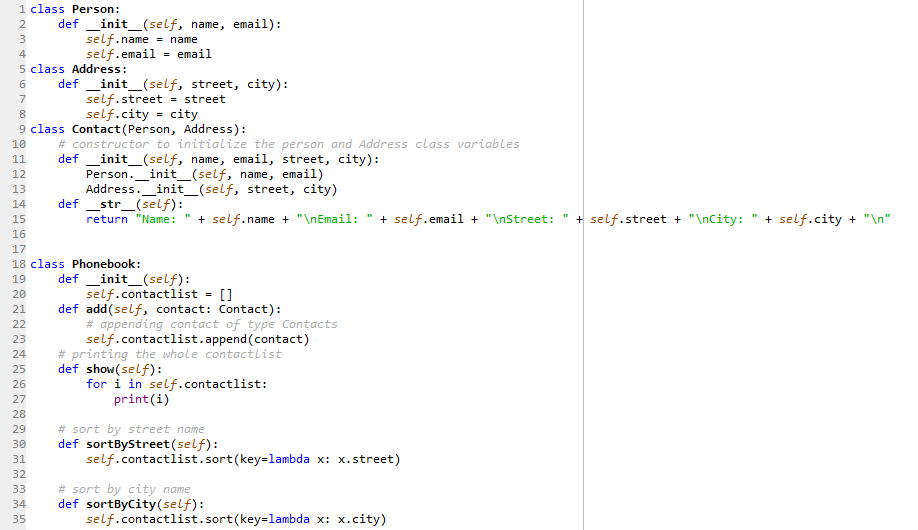 1 class Person:
2     def __init__(self, name, email):
3         self.name = name
4         self.email = email
5 class Address:
6     def __init__(self, street, city):
7         self.street = street
8         self.city = city
9 class Contact(Person, Address):
10     # constructor to initialize the person and Address class variables
11     def __init__(self, name, email, street, city):
12         Person.__init__(self, name, email)
13         Address.__init__(self, street, city)
14     def __str__(self):
15         return "Name: " + self.name + "\nEmail: " + self.email + "\nStreet: " + self.street + "\nCity: " + self.city + "\n"
16
17
18 class Phonebook:
19     def __init__(self):
20         self.contactlist = []
21     def add(self, contact: Contact):
22         # appending contact of type Contacts
23         self.contactlist.append(contact)
24     # printing the whole contactlist
25     def show(self):
26         for i in self.contactlist:
27             print(i)
28
29     # sort by street name
30     def sortByStreet(self):
31         self.contactlist.sort(key=lambda x: x.street)
32
33     # sort by city name
34     def sortByCity(self):
35         self.contactlist.sort(key=lambda x: x.city)